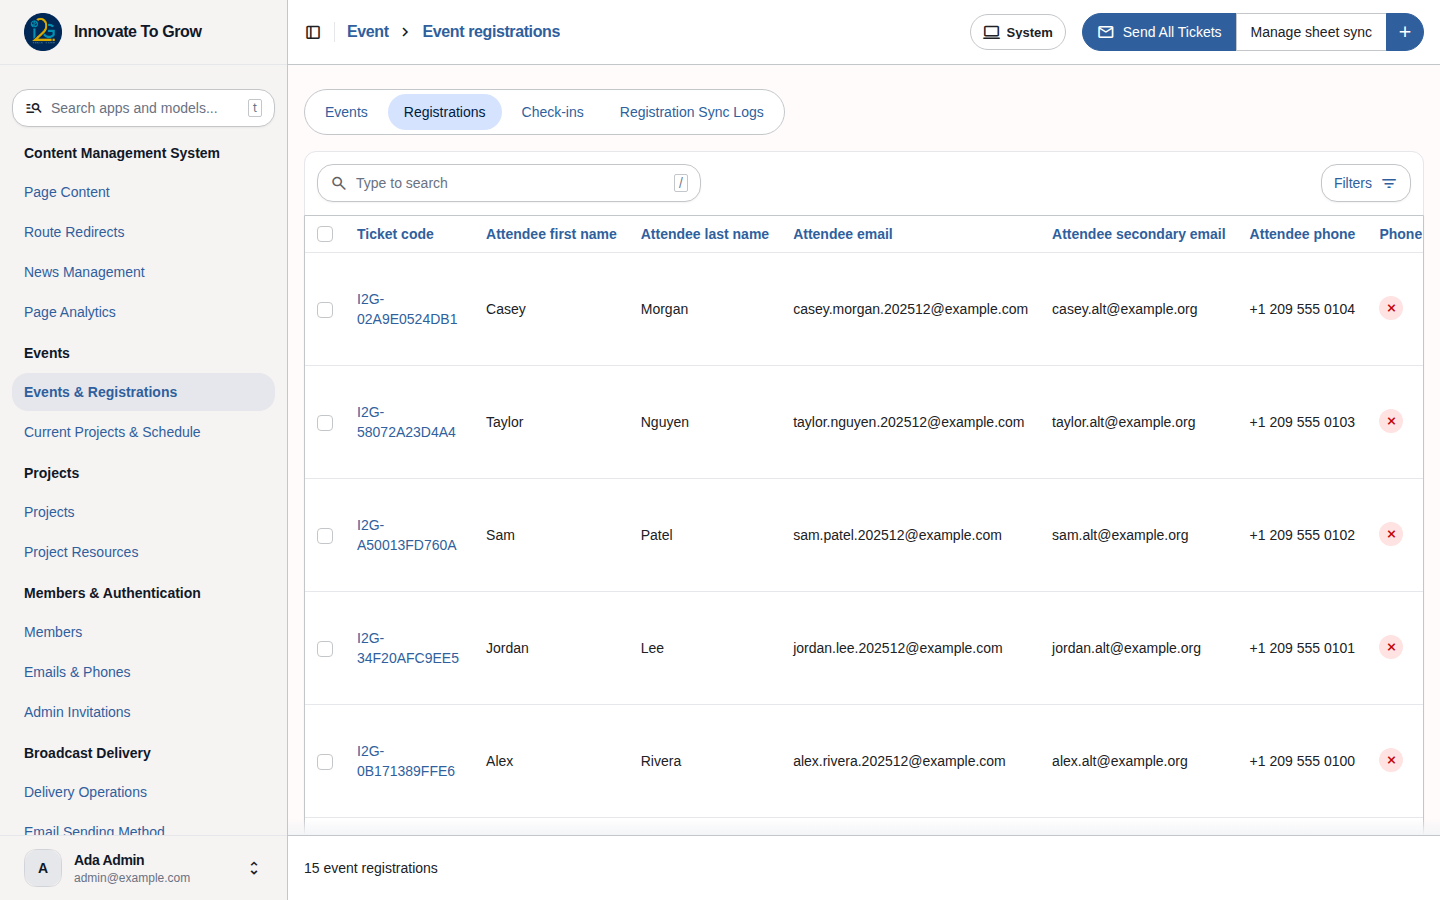 Innovate To Grow
Search apps and models...
t
Content Management System
Page Content
Route Redirects
News Management
Page Analytics
Events
Events & Registrations
Current Projects & Schedule
Projects
Projects
Project Resources
Members & Authentication
Members
Emails & Phones
Admin Invitations
Broadcast Delivery
Delivery Operations
Email Sending Method
A
Ada Admin
admin@example.com
Event
Event registrations
System
Send All Tickets
Manage sheet sync
+
Events Registrations Check-ins Registration Sync Logs
Type to search
/
Filters
Ticket code Attendee first name Attendee last name Attendee email Attendee secondary email Attendee phone Phone
I2G-
02A9E0524DB1 Casey Morgan casey.morgan.202512@example.com casey.alt@example.org +1 209 555 0104
I2G-
58072A23D4A4 Taylor Nguyen taylor.nguyen.202512@example.com taylor.alt@example.org +1 209 555 0103
I2G-
A50013FD760A Sam Patel sam.patel.202512@example.com sam.alt@example.org +1 209 555 0102
I2G-
34F20AFC9EE5 Jordan Lee jordan.lee.202512@example.com jordan.alt@example.org +1 209 555 0101
I2G-
0B171389FFE6 Alex Rivera alex.rivera.202512@example.com alex.alt@example.org +1 209 555 0100
15 event registrations